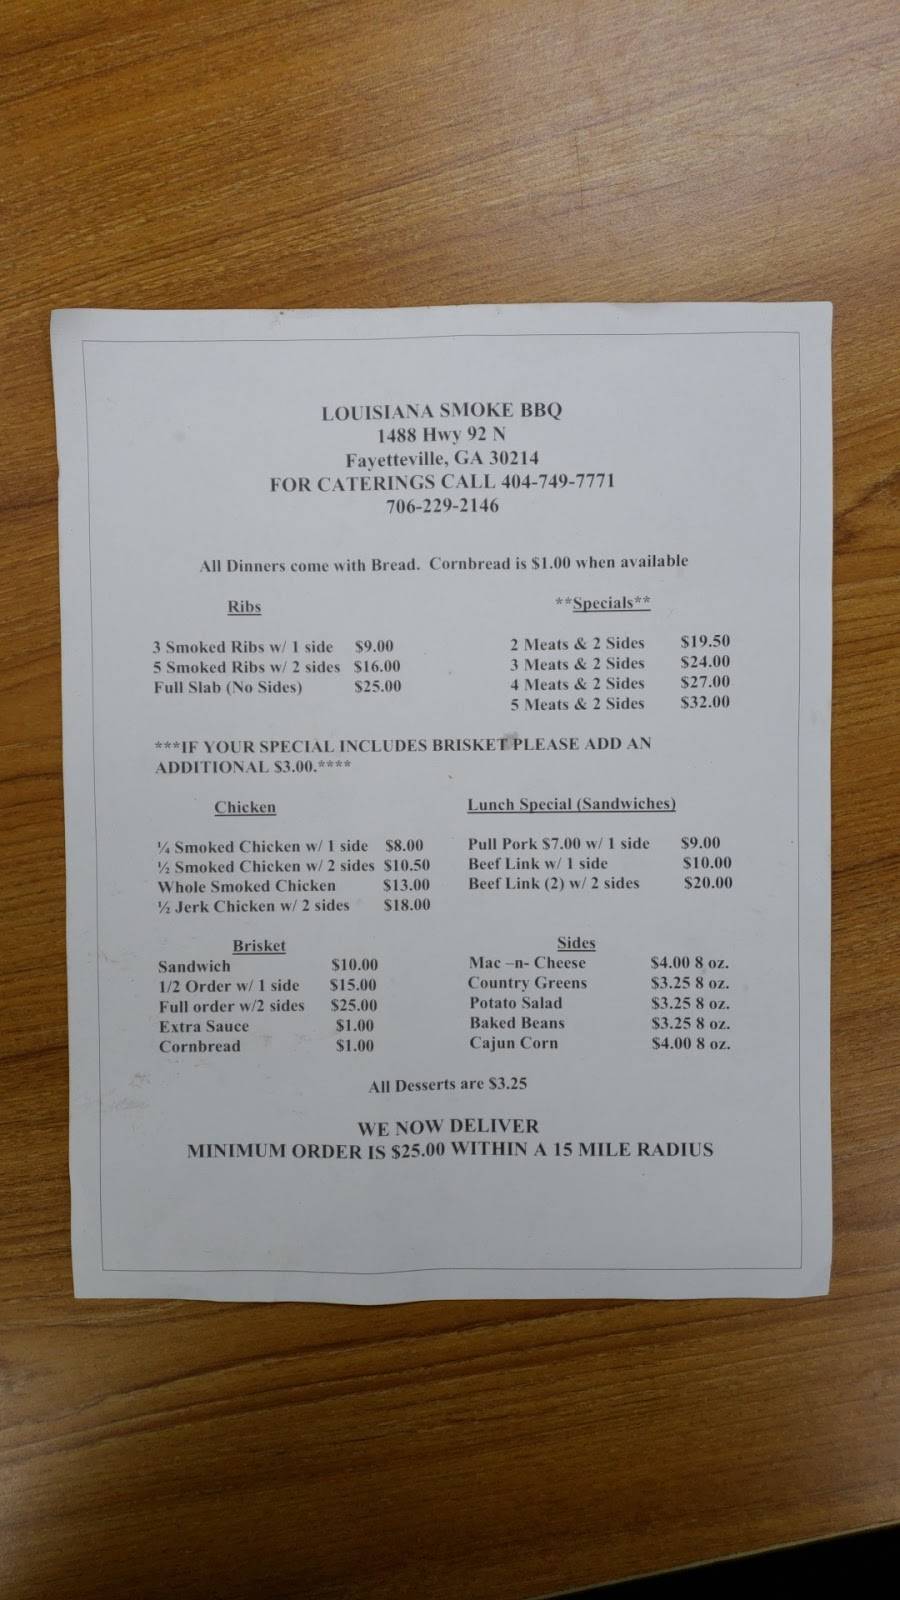 LOUISIANA SMOKE BBQ
1488 Hwy 92 N
Fayetteville, GA 30214
FOR CATERINGS CALL 404-749-7771
706-229-2146
All Dinners come with Bread. Cornbread is $1.00 when available
Ribs
3 Smoked Ribs w/ 1 side $9.00
5 Smoked Ribs w/ 2 sides $16.00
Full Slab (No Sides) $25.00
**Specials**
2 Meats & 2 Sides $19.50
3 Meats & 2 Sides $24.00
4 Meats & 2 Sides $27.00
5 Meats & 2 Sides $32.00
***IF YOUR SPECIAL INCLUDES BRISKET PLEASE ADD AN
ADDITIONAL $3.00.****
Chicken
¼ Smoked Chicken w/ 1 side $8.00
½ Smoked Chicken w/ 2 sides $10.50
Whole Smoked Chicken $13.00
½ Jerk Chicken w/ 2 sides $18.00
Lunch Special (Sandwiches)
Pull Pork $7.00 w/ 1 side $9.00
Beef Link w/ 1 side $10.00
Beef Link (2) w/ 2 sides $20.00
Brisket
Sandwich $10.00
1/2 Order w/ 1 side $15.00
Full order w/2 sides $25.00
Extra Sauce $1.00
Cornbread $1.00
Sides
Mac –n- Cheese $4.00 8 oz.
Country Greens $3.25 8 oz.
Potato Salad $3.25 8 oz.
Baked Beans $3.25 8 oz.
Cajun Corn $4.00 8 oz.
All Desserts are $3.25
WE NOW DELIVER
MINIMUM ORDER IS $25.00 WITHIN A 15 MILE RADIUS